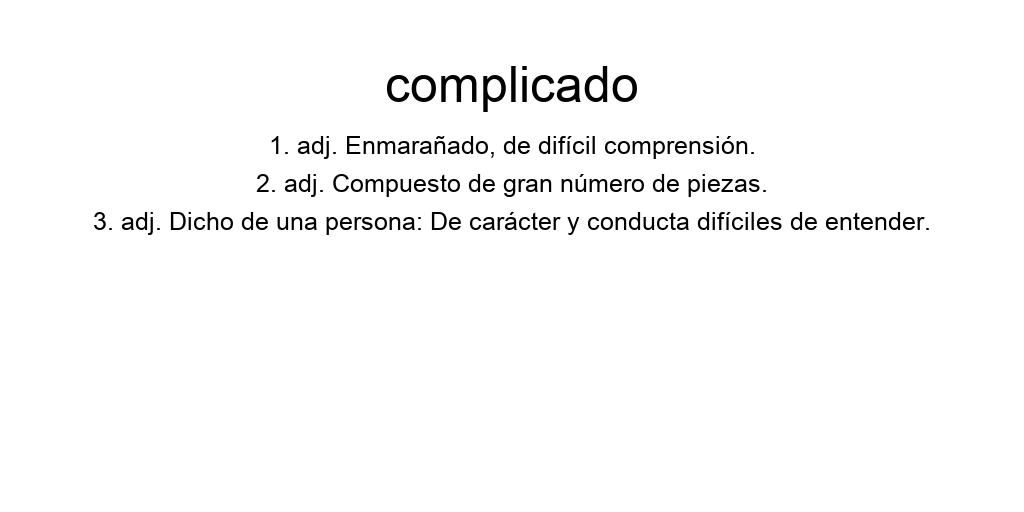 complicado
1. adj. Enmarañado, de difícil comprensión.
2. adj. Compuesto de gran número de piezas.
3. adj. Dicho de una persona: De carácter y conducta difíciles de entender.